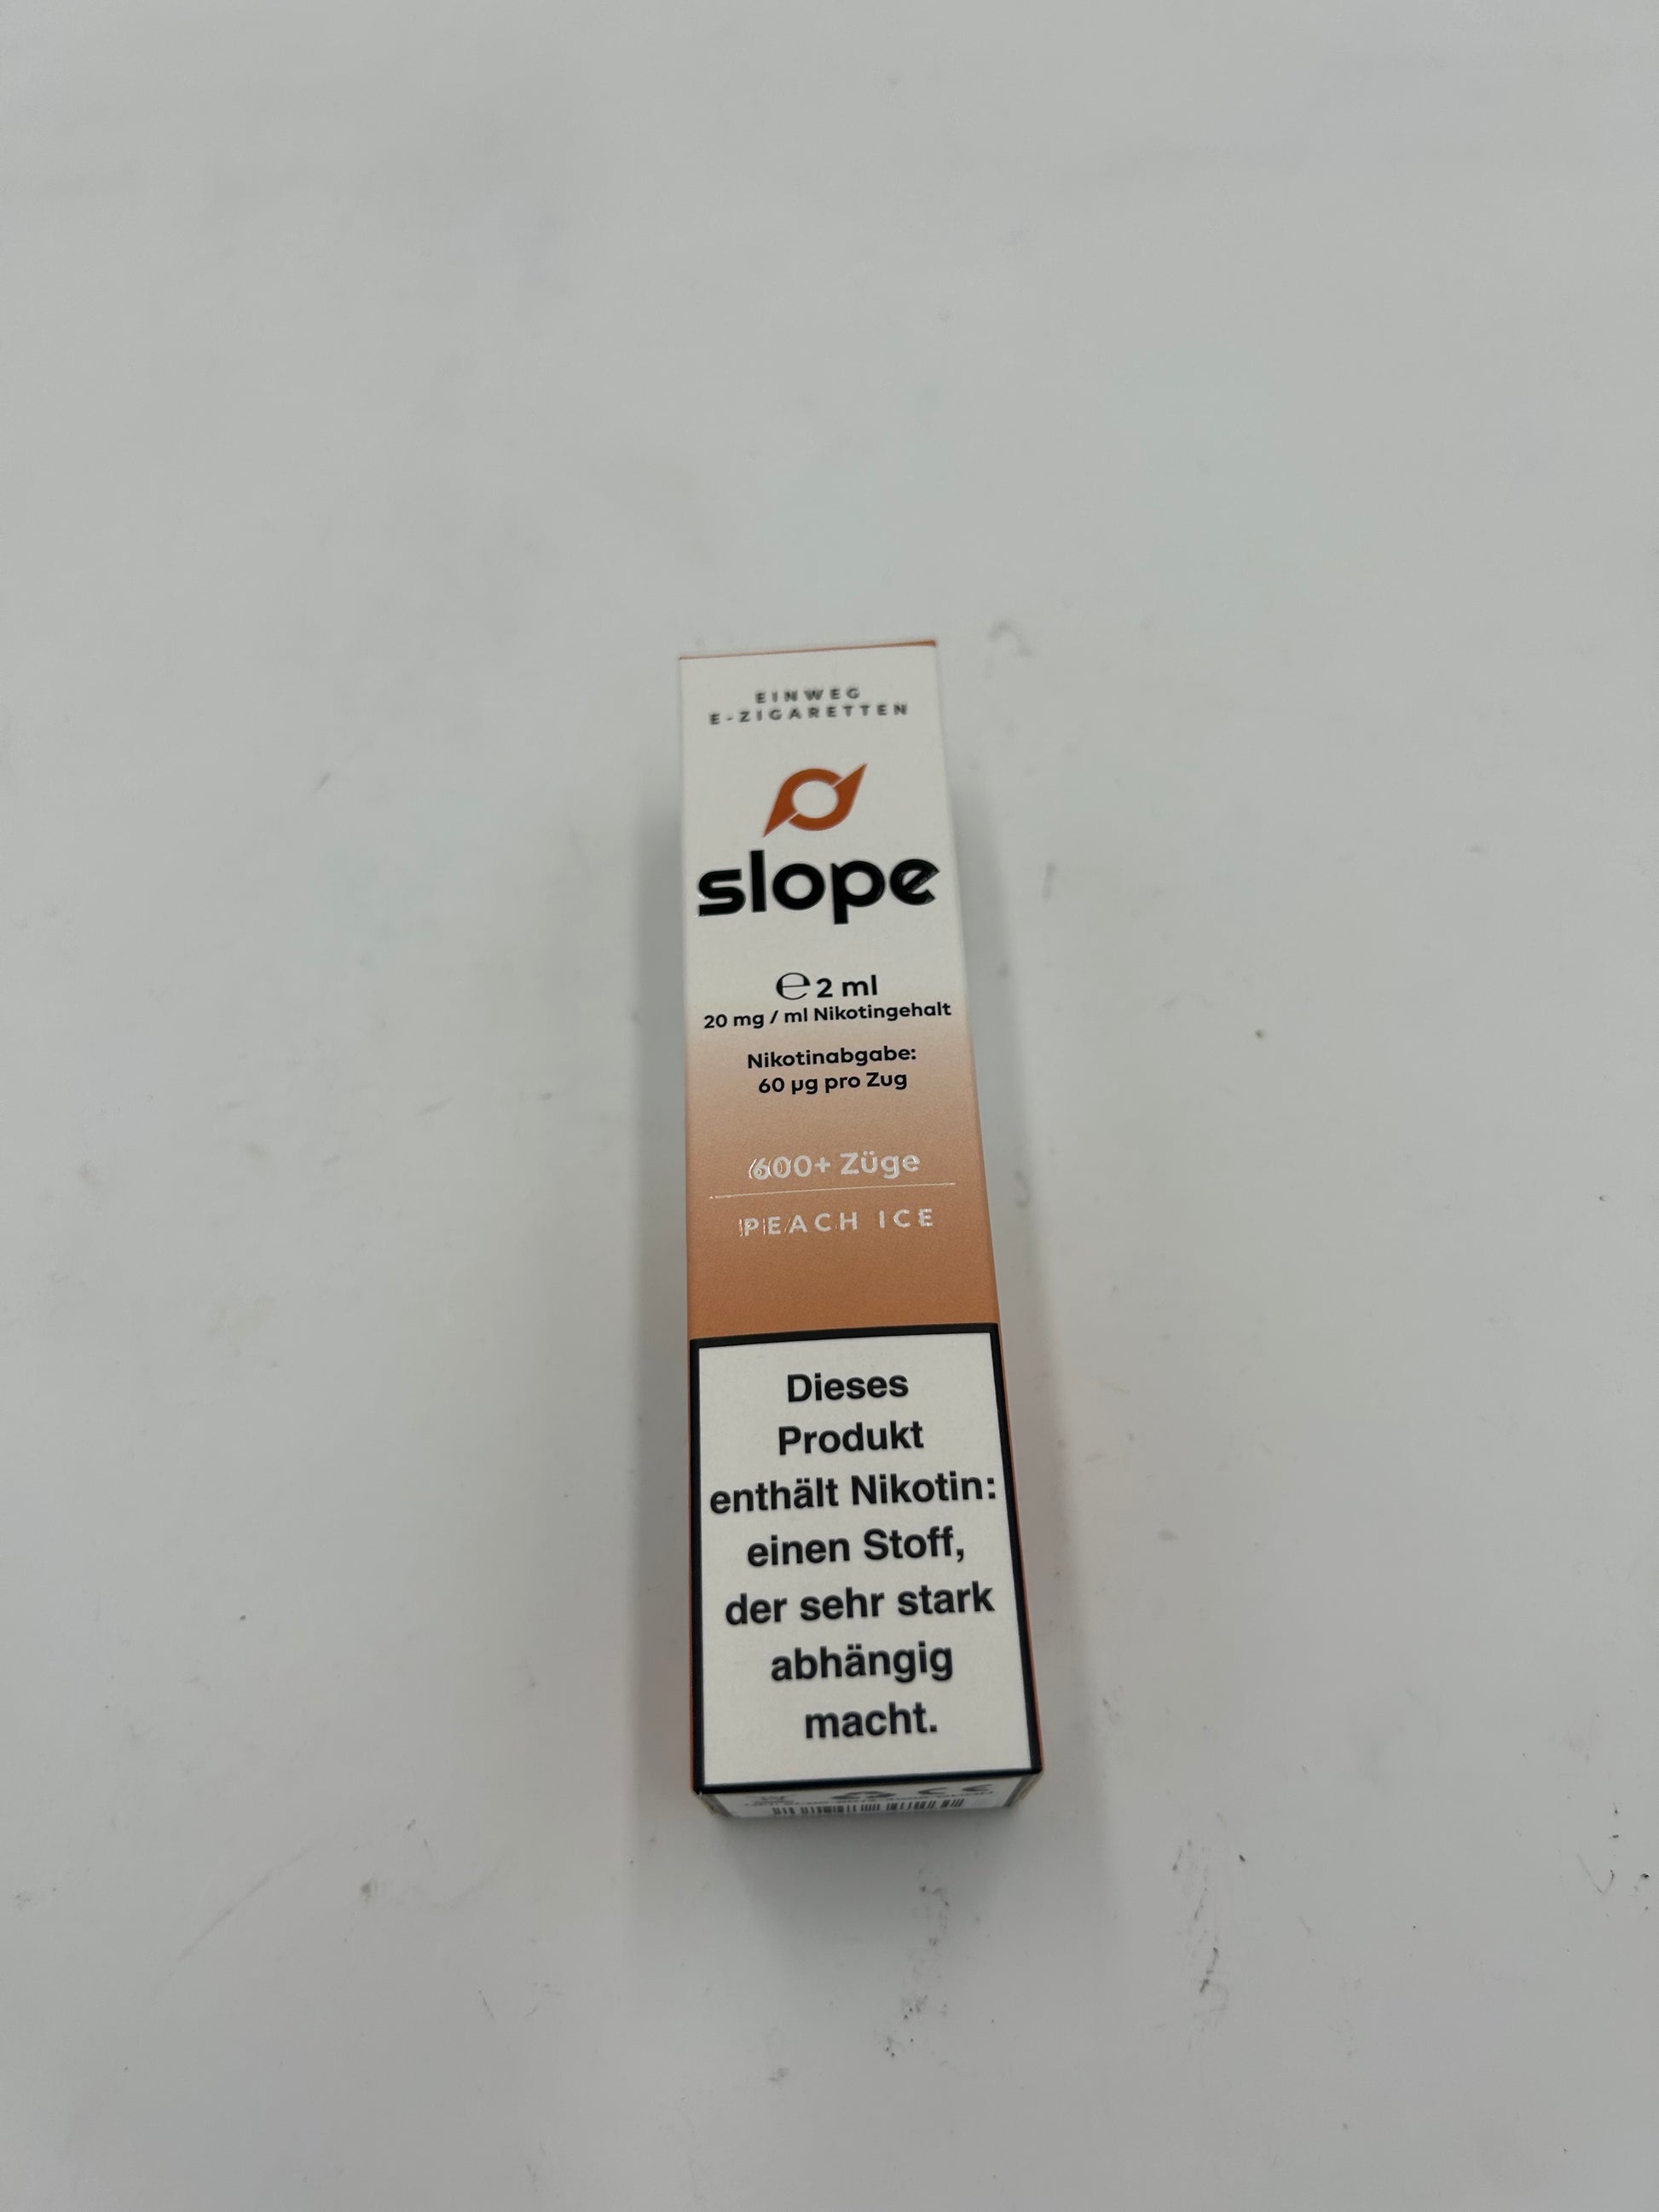 EINWEG
E-ZIGARETTEN
slope
℮ 2 ml
20 mg / ml Nikotingehalt
Nikotinabgabe:
60 µg pro Zug
600+ Züge
PEACH ICE
Dieses
Produkt
enthält Nikotin:
einen Stoff,
der sehr stark
abhängig
macht.
CE